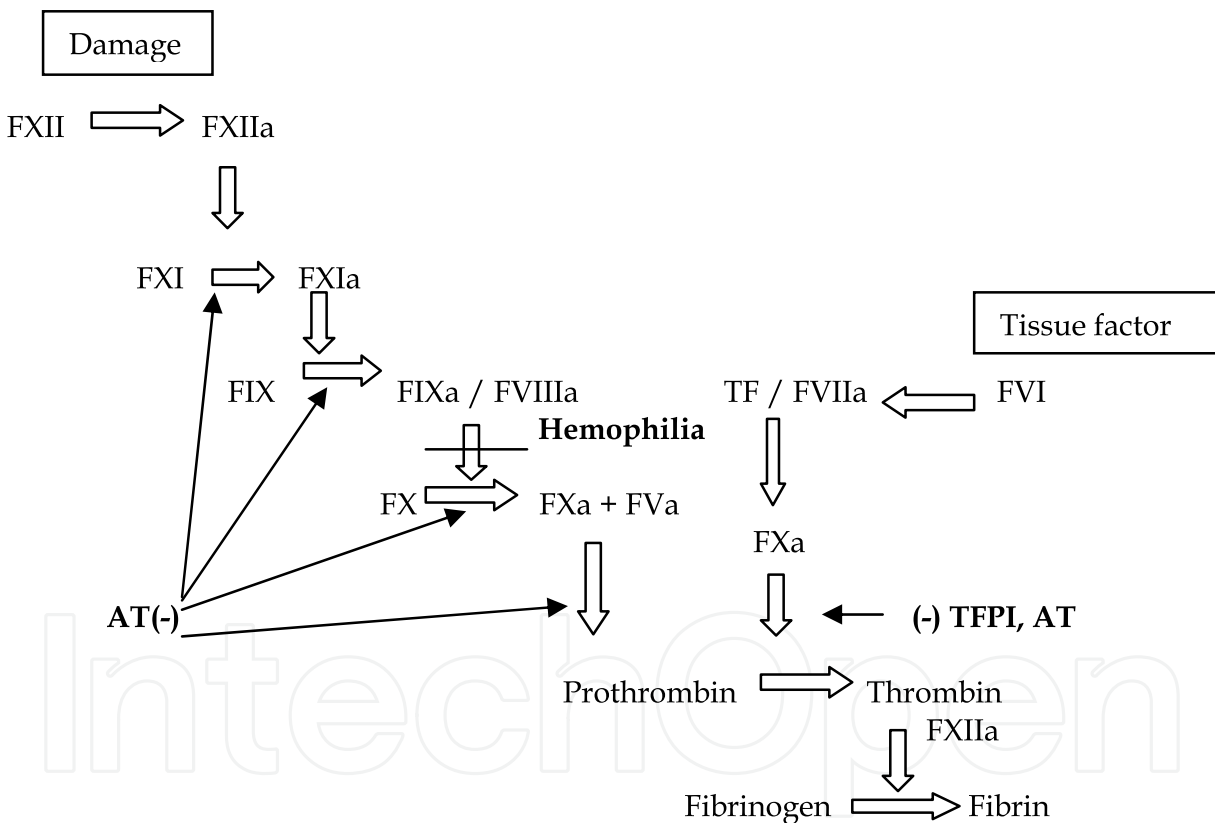 Damage
FXII FXIIa
FXI FXIa
Tissue factor
FIX FIXa / FVIIIa TF / FVIIa FVI
Hemophilia
FX FXa + FVa
FXa
AT(-) (-) TFPI, AT
Prothrombin Thrombin
FXIIa
Fibrinogen Fibrin
IntechOpen